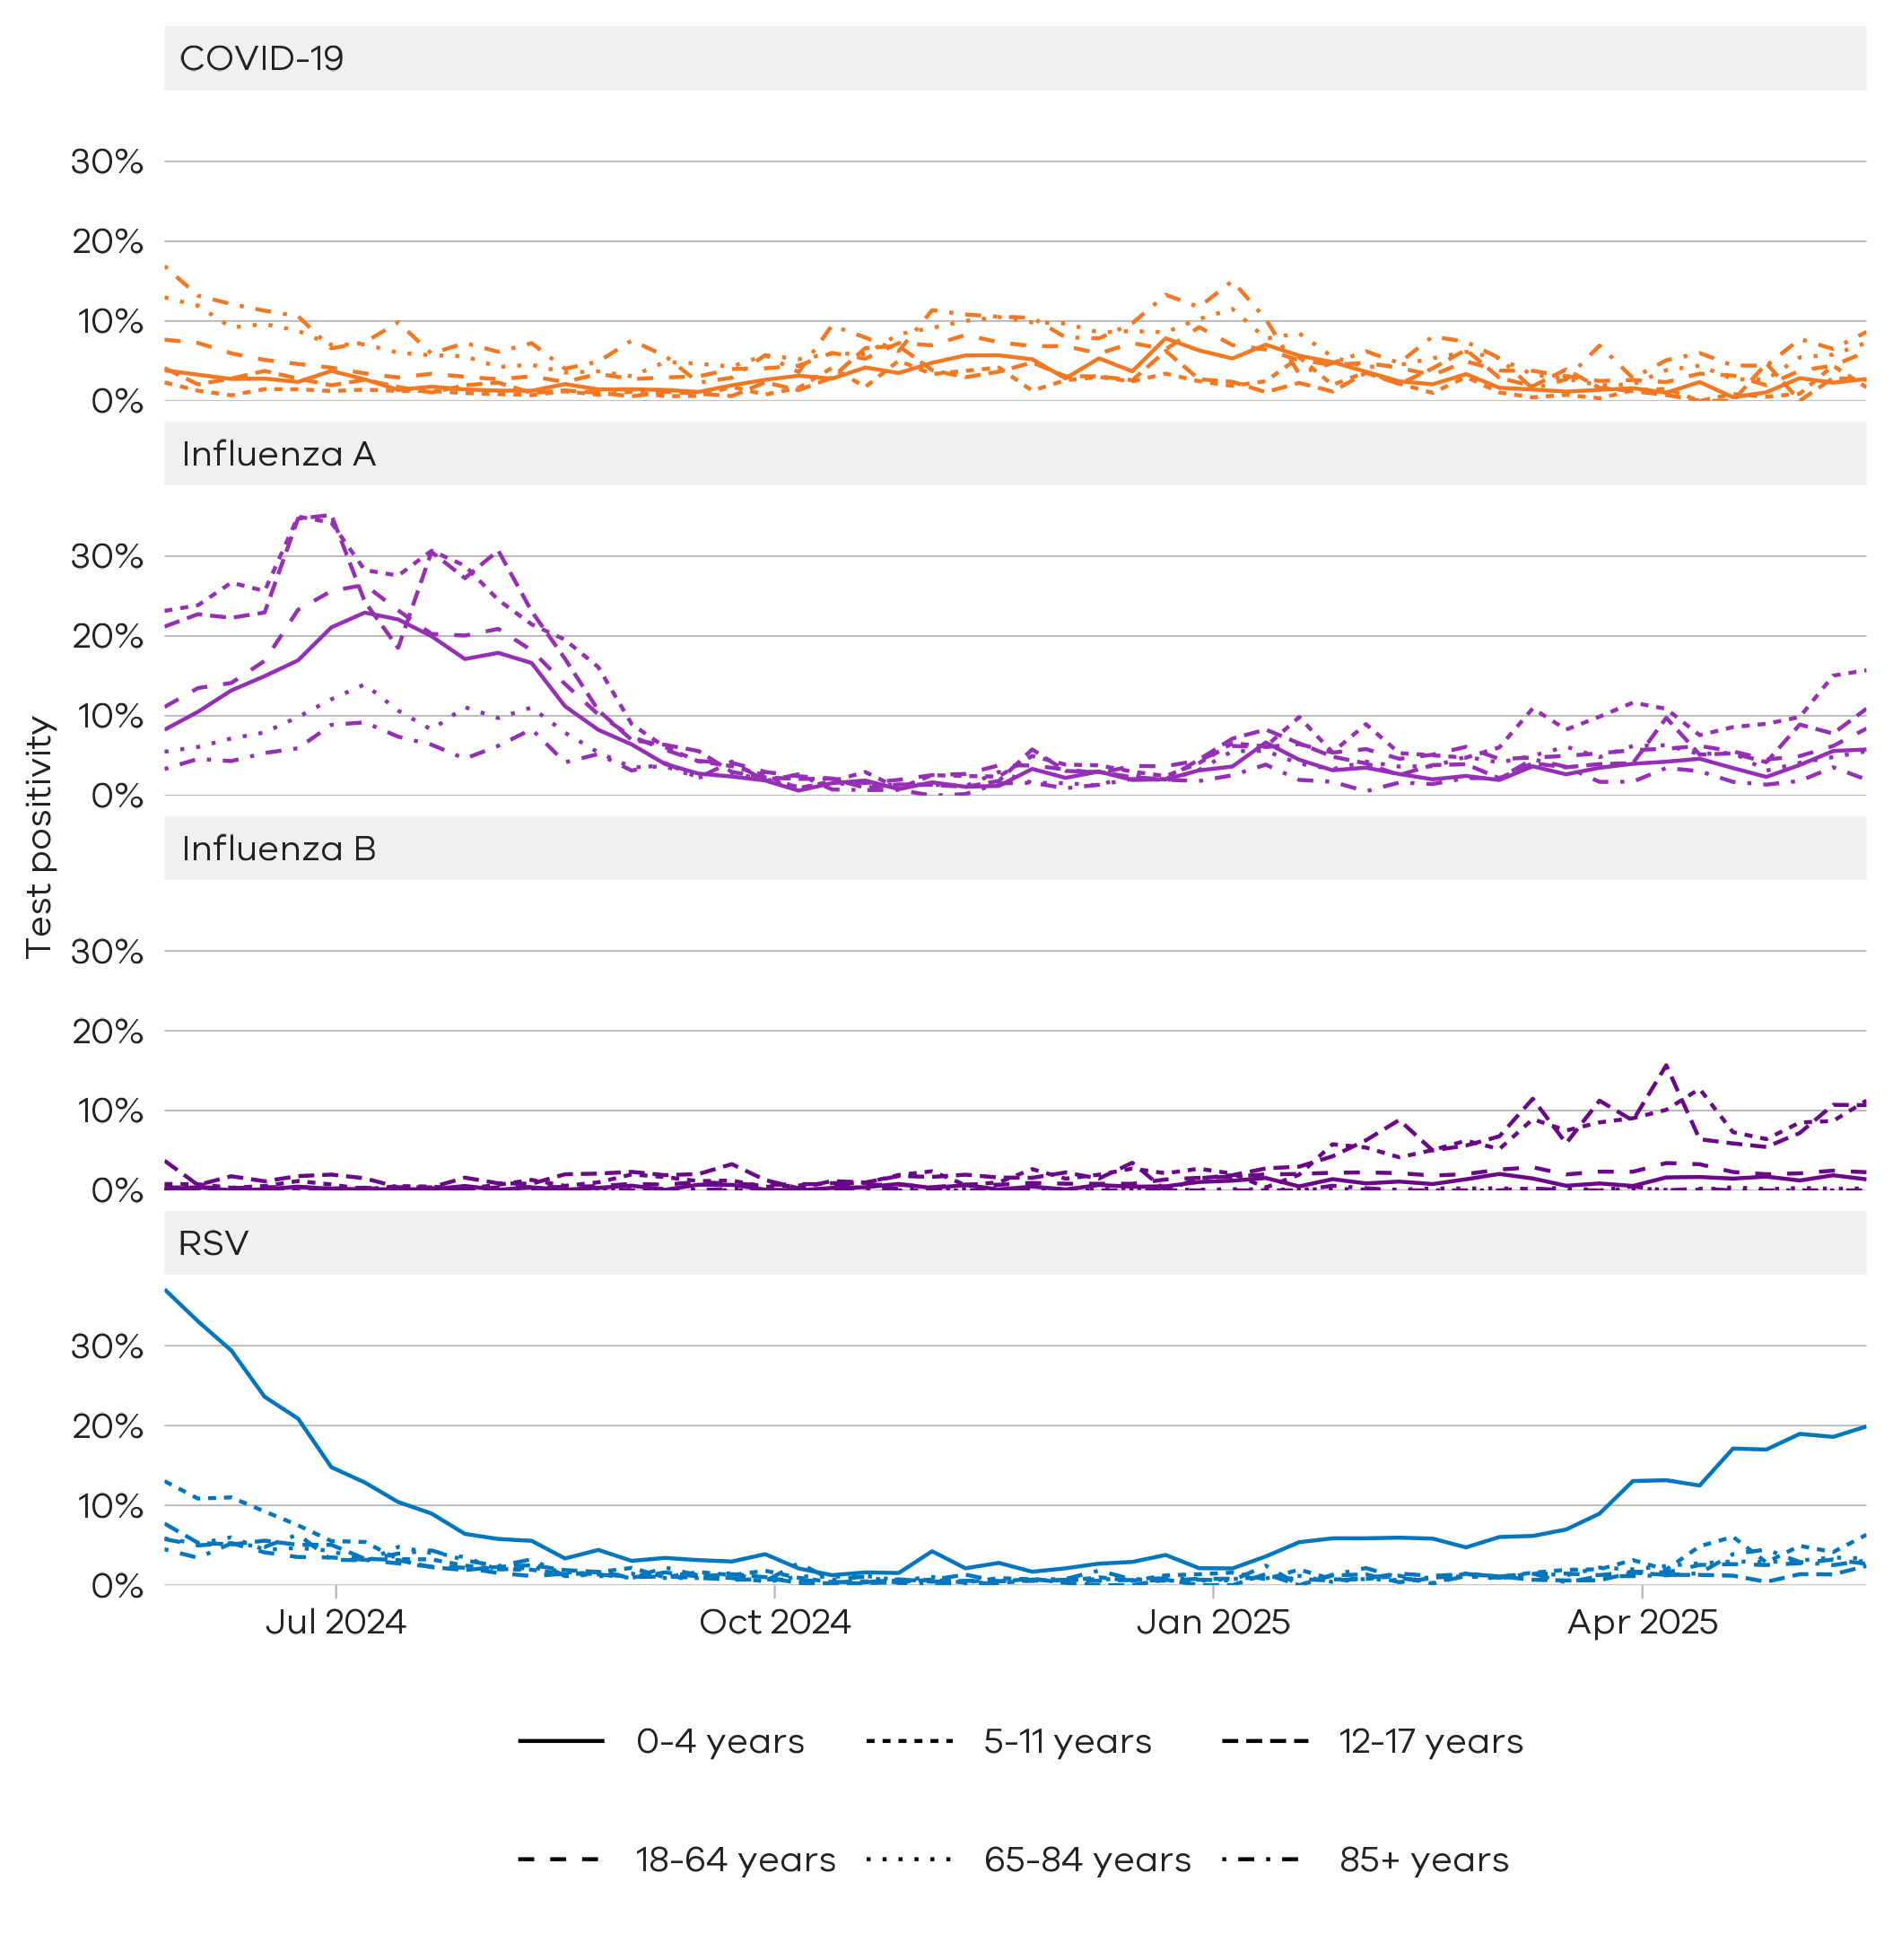 COVID-19
30%
20%
10%
0%
Influenza A
30%
20%
10%
0%
Test positivity
Influenza B
30%
20%
10%
0%
RSV
30%
20%
10%
0%
Jul 2024 Oct 2024 Jan 2025 Apr 2025
0-4 years 5-11 years 12-17 years
18-64 years 65-84 years 85+ years